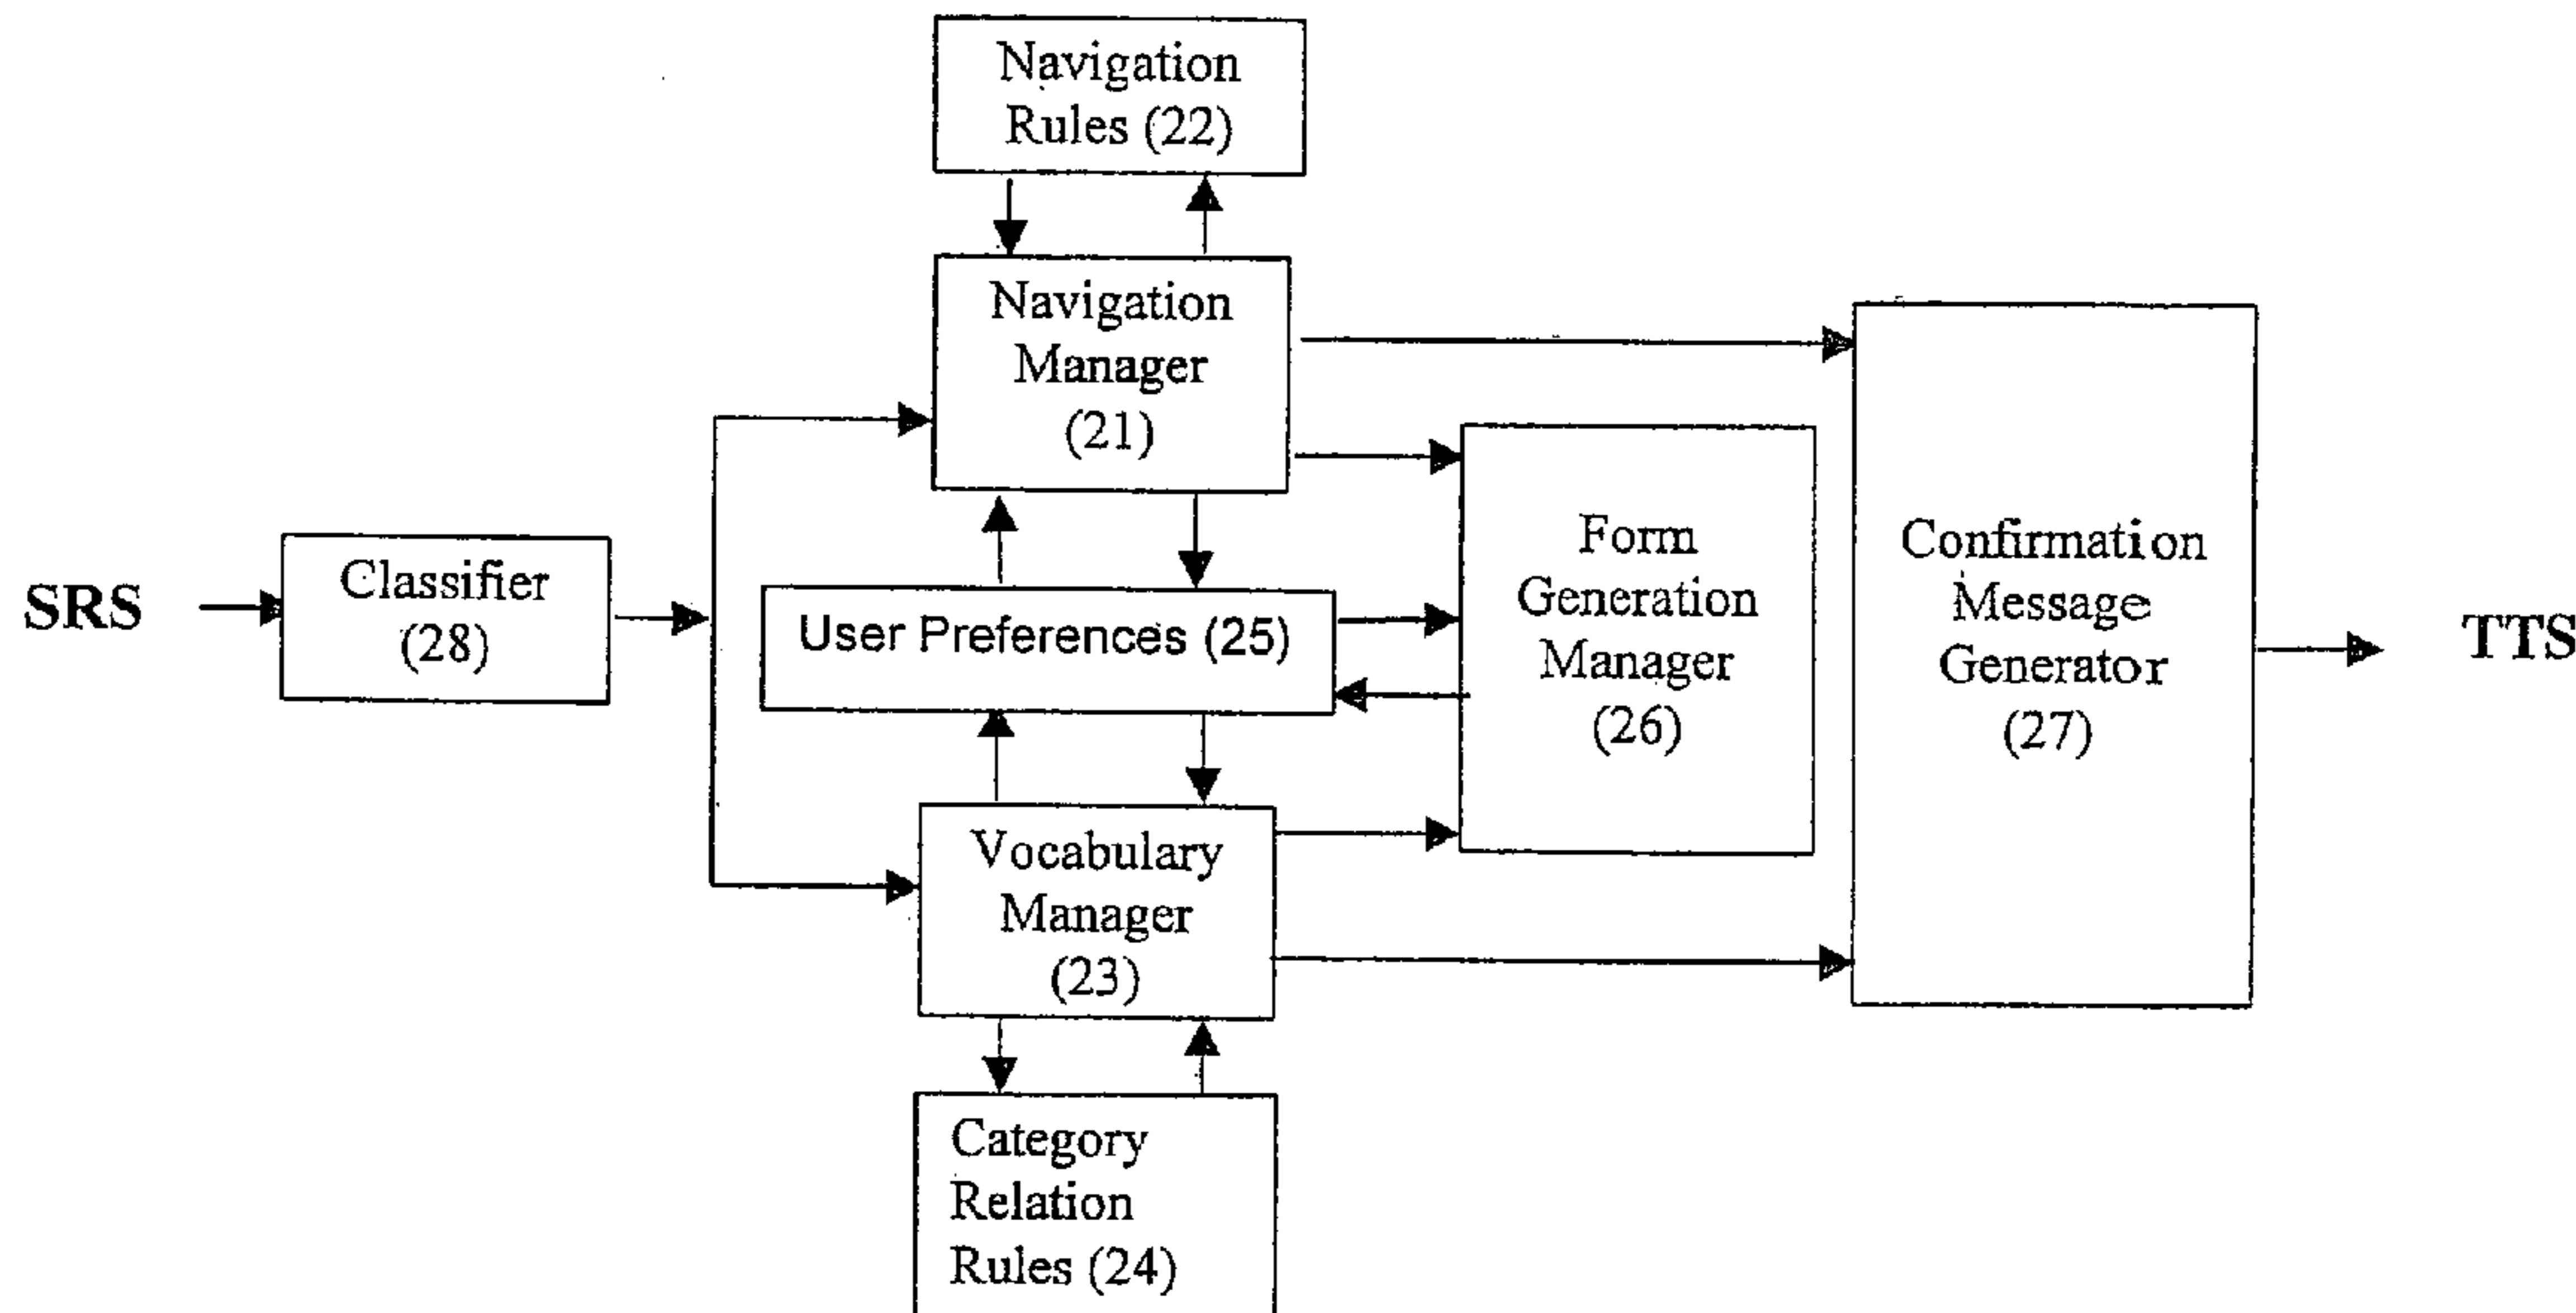 Navigation
Rules (22)
Navigation
Manager
(21)
SRS
Classifier
(28)
User Preferences (25)
Form
Generation
Manager
(26)
Confirmation
Message
Generator
(27)
TTS
Vocabulary
Manager
(23)
Category
Relation
Rules (24)